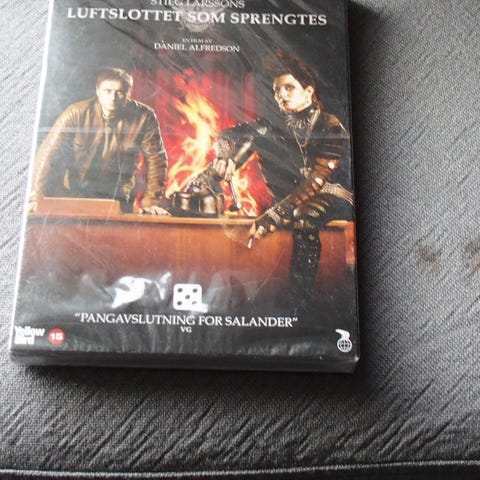 STIEG LARSSONS
LUFTSLOTTET SOM SPRENGTES
EN FILM AV
DANIEL ALFREDSON
"PANGAVSLUTNING FOR SALANDER"
VG
Yellow
Bird
15